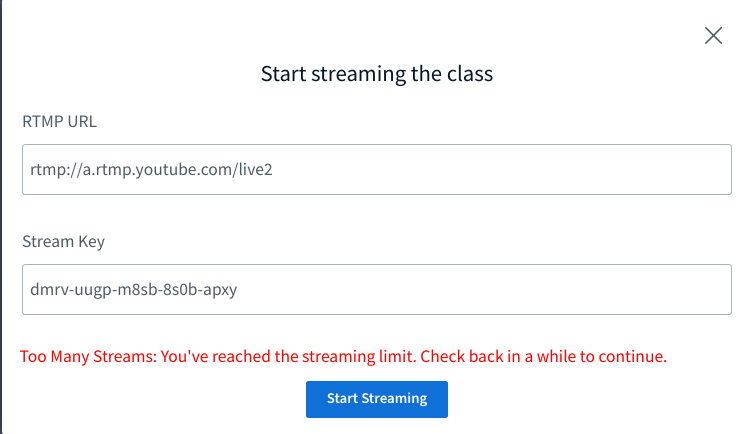 Start streaming the class
RTMP URL
rtmp://a.rtmp.youtube.com/live2
Stream Key
dmrv-uugp-m8sb-8s0b-apxy
Too Many Streams: You've reached the streaming limit. Check back in a while to continue.
Start Streaming